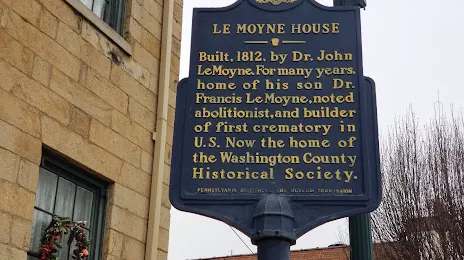 LE MOYNE HOUSE
Built, 1812, by Dr. John
LeMoyne. For many years,
home of his son Dr.
Francis LeMoyne, noted
abolitionist, and builder
of first crematory in
U.S. Now the home of
the Washington County
Historical Society.
PENNSYLVANIA HISTORICAL AND MUSEUM COMMISSION